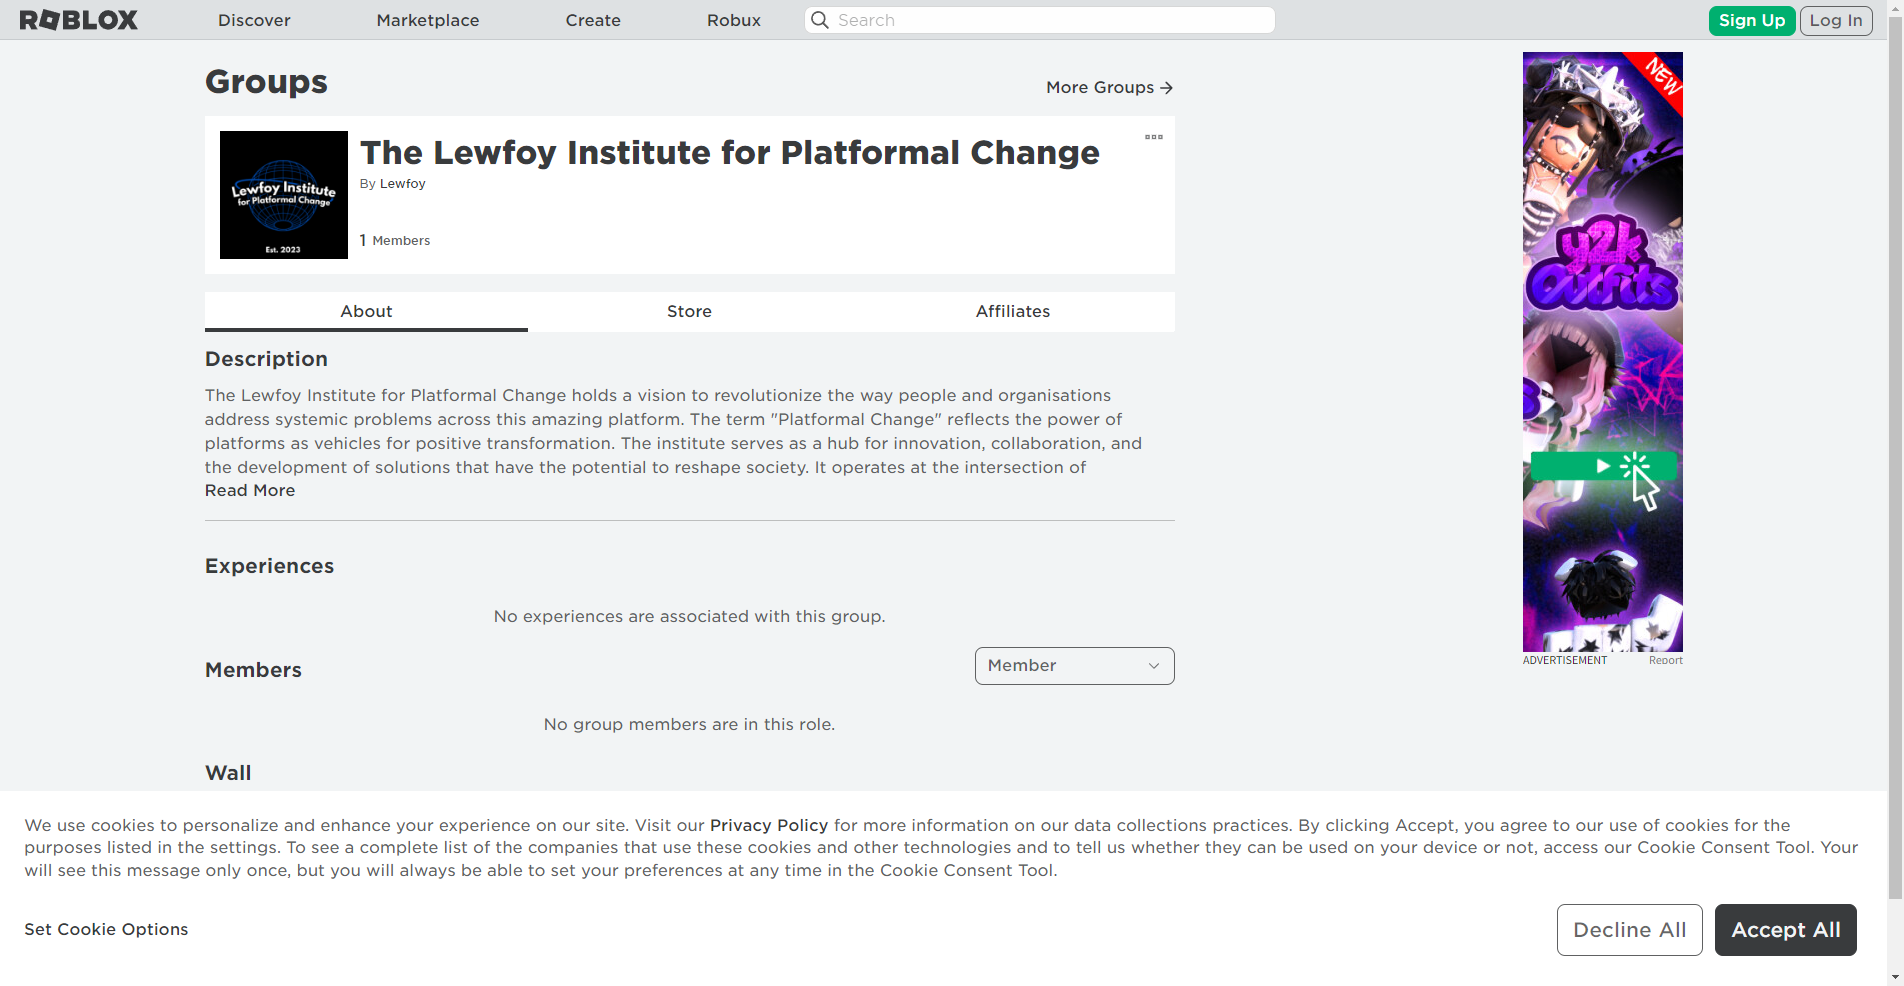 ROBLOX
Discover
Marketplace
Create
Robux
Search
Sign Up
Log In
Groups
More Groups →
Lewfoy Institute
for Platformal Change
Est. 2023
The Lewfoy Institute for Platformal Change
By Lewfoy
1 Members
About
Store
Affiliates
Description
The Lewfoy Institute for Platformal Change holds a vision to revolutionize the way people and organisations
address systemic problems across this amazing platform. The term "Platformal Change" reflects the power of
platforms as vehicles for positive transformation. The institute serves as a hub for innovation, collaboration, and
the development of solutions that have the potential to reshape society. It operates at the intersection of
Read More
Experiences
No experiences are associated with this group.
Members
Member
No group members are in this role.
Wall
NEW
y2k
Outfits
ADVERTISEMENT
Report
We use cookies to personalize and enhance your experience on our site. Visit our Privacy Policy for more information on our data collections practices. By clicking Accept, you agree to our use of cookies for the
purposes listed in the settings. To see a complete list of the companies that use these cookies and other technologies and to tell us whether they can be used on your device or not, access our Cookie Consent Tool. Your
will see this message only once, but you will always be able to set your preferences at any time in the Cookie Consent Tool.
Set Cookie Options
Decline All
Accept All